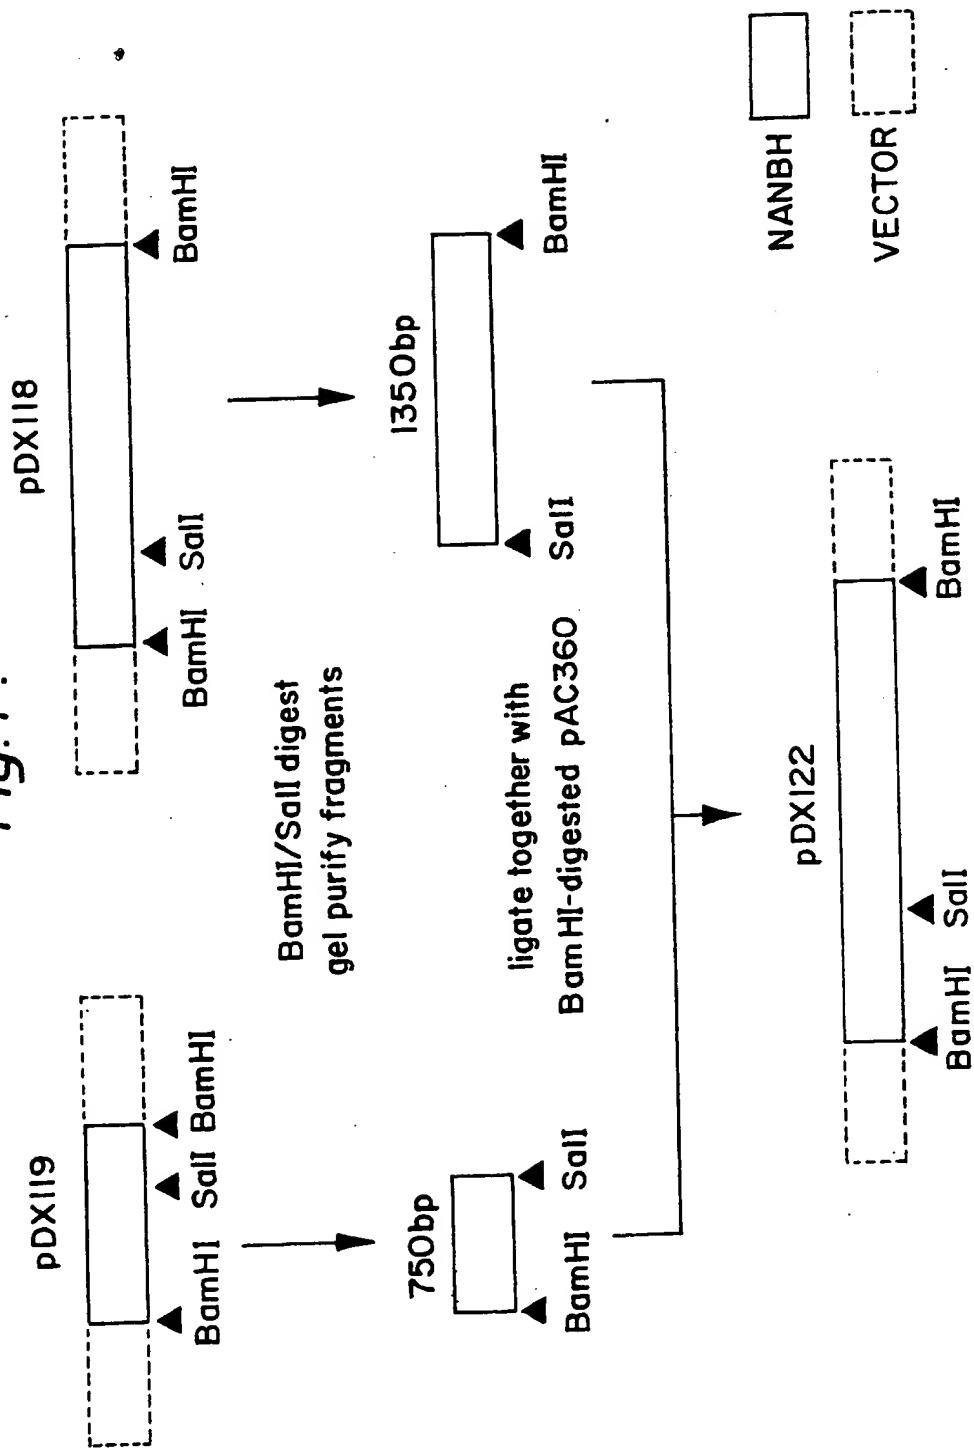 pDX119
pDX118
BamHI SalI BamHI
BamHI SalI BamHI
BamHI/SalI digest
gel purify fragments
750bp
1350bp
BamHI SalI
SalI BamHI
ligate together with
BamHI-digested pAC360
pDX122
BamHI SalI BamHI
NANBH
VECTOR